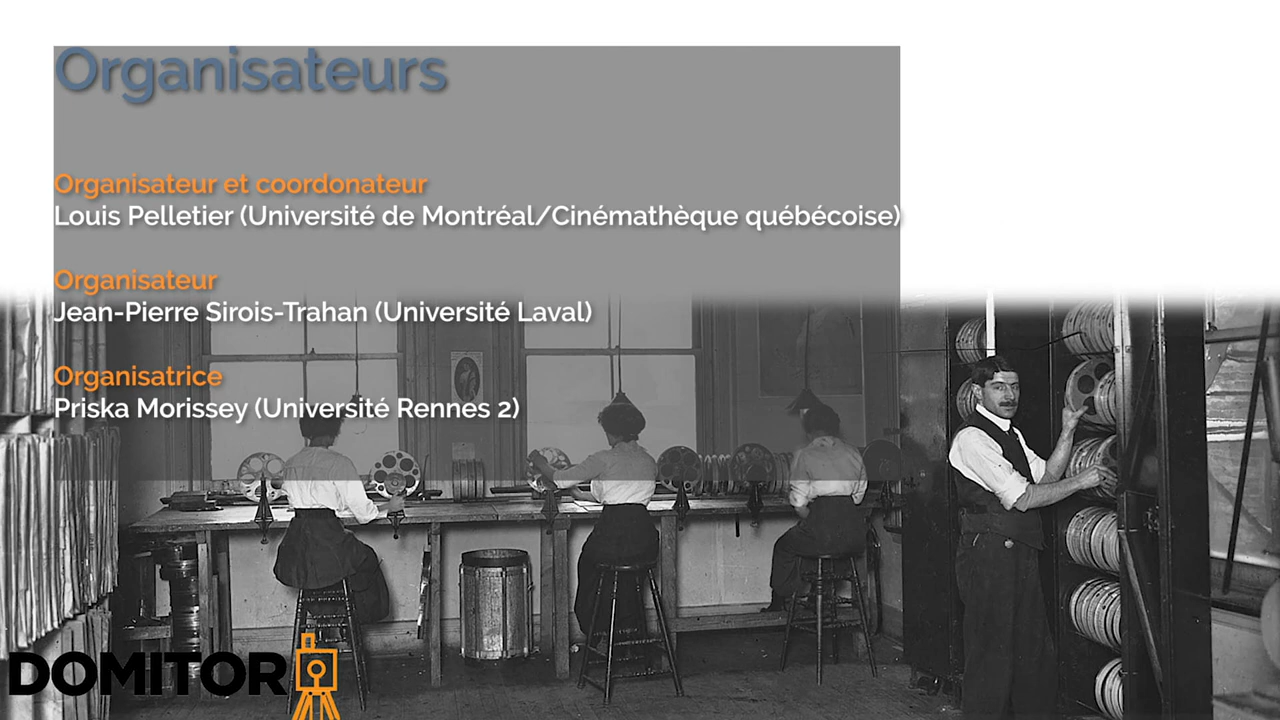 Organisateurs
Organisateur et coordonateur
Louis Pelletier (Université de Montréal/Cinémathèque québécoise)
Organisateur
Jean-Pierre Sirois-Trahan (Université Laval)
Organisatrice
Priska Morissey (Université Rennes 2)
DOMITOR